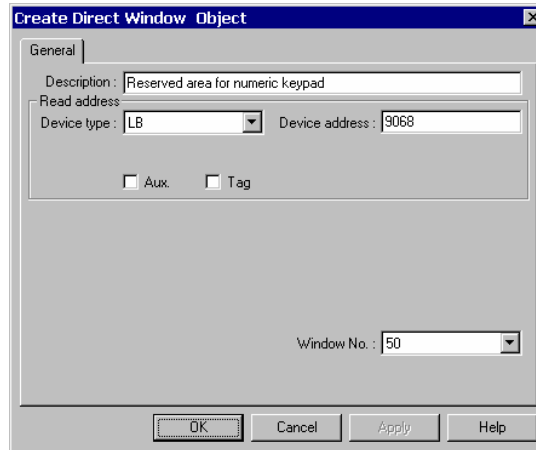 Create Direct Window Object
General
Description : Reserved area for numeric keypad
Read address
Device type : LB Device address : 9068
Aux. Tag
Window No. : 50
OK Cancel Apply Help